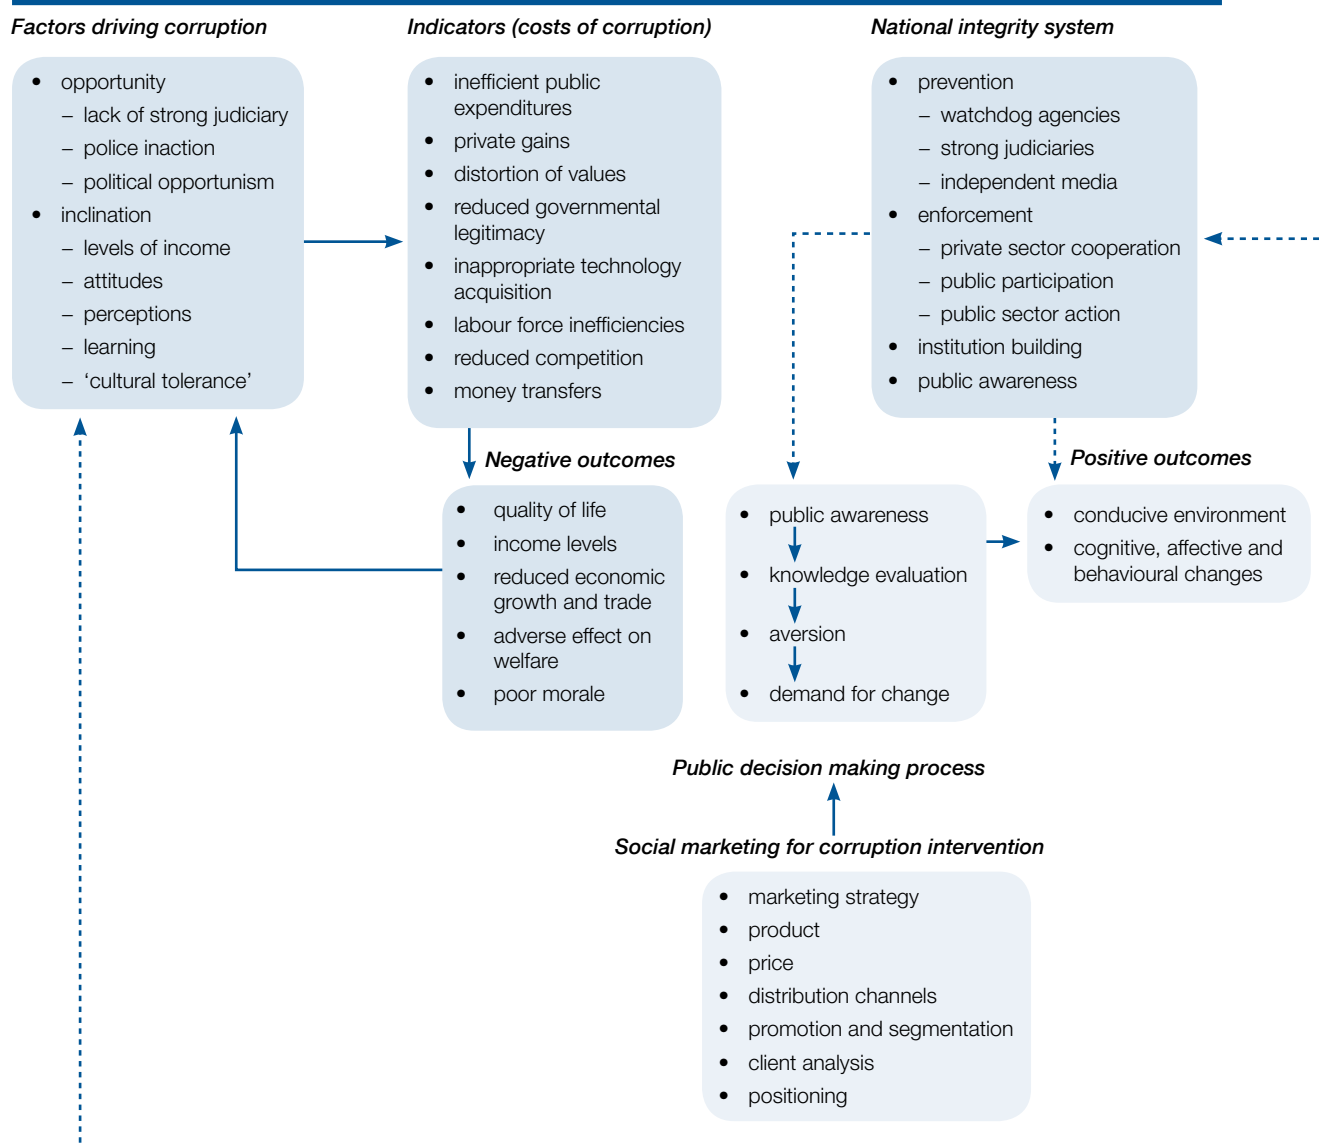 Factors driving corruption
• opportunity
– lack of strong judiciary
– police inaction
– political opportunism
• inclination
– levels of income
– attitudes
– perceptions
– learning
– ‘cultural tolerance’
Indicators (costs of corruption)
• inefficient public
expenditures
• private gains
• distortion of values
• reduced governmental
legitimacy
• inappropriate technology
acquisition
• labour force inefficiencies
• reduced competition
• money transfers
National integrity system
• prevention
– watchdog agencies
– strong judiciaries
– independent media
• enforcement
– private sector cooperation
– public participation
– public sector action
• institution building
• public awareness
Negative outcomes
• quality of life
• income levels
• reduced economic
growth and trade
• adverse effect on
welfare
• poor morale
• public awareness
• knowledge evaluation
• aversion
• demand for change
Positive outcomes
• conducive environment
• cognitive, affective and
behavioural changes
Public decision making process
Social marketing for corruption intervention
• marketing strategy
• product
• price
• distribution channels
• promotion and segmentation
• client analysis
• positioning